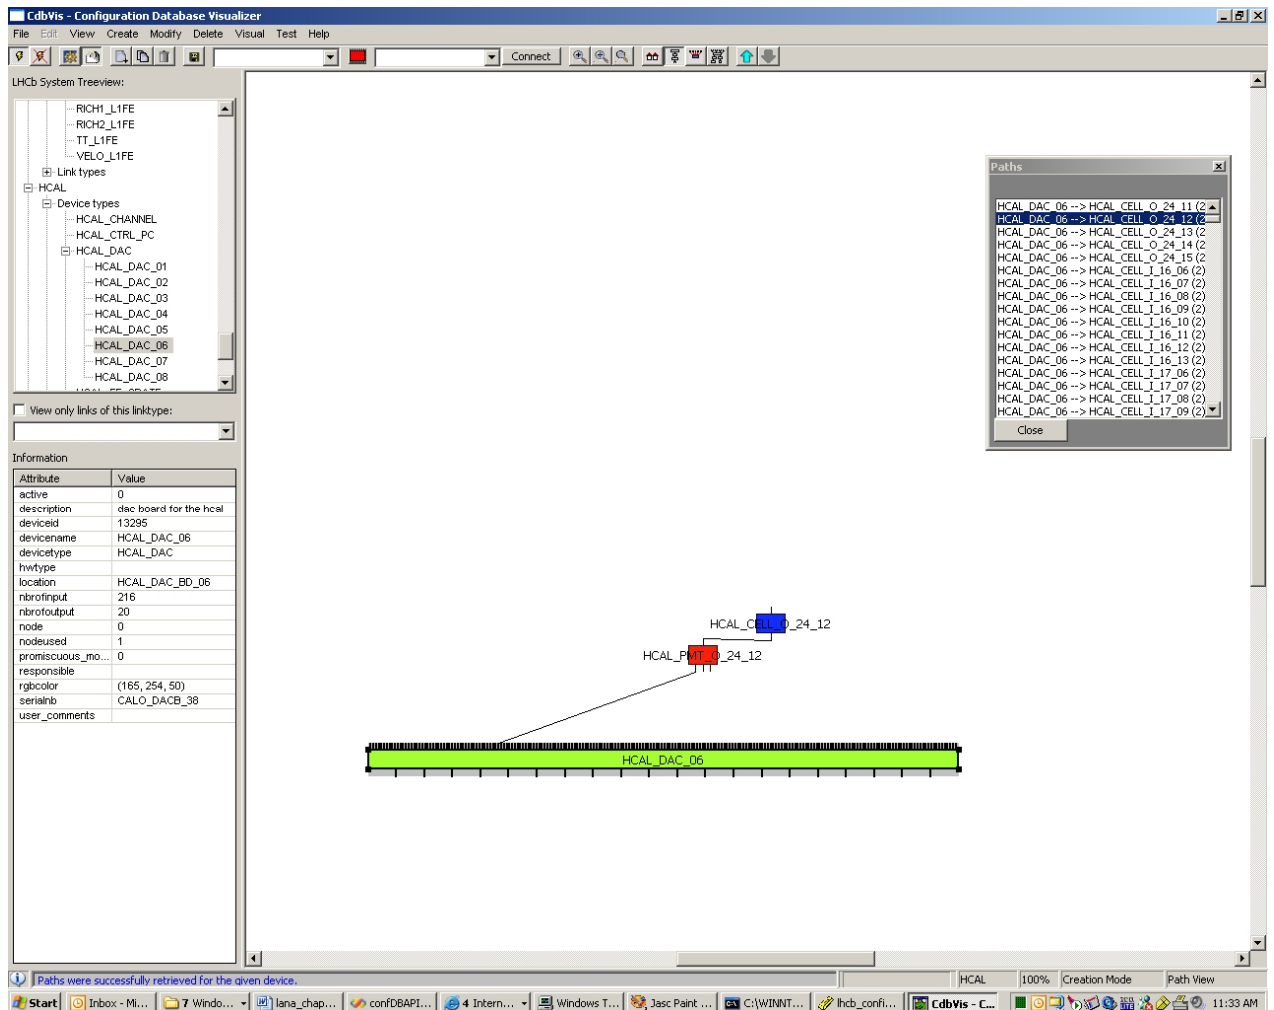 CdbVis - Configuration Database Visualizer
File Edit View Create Modify Delete Visual Test Help
Connect
LHCb System Treeview:
RICH1_L1FE
RICH2_L1FE
TT_L1FE
VELO_L1FE
Link types
HCAL
Device types
HCAL_CHANNEL
HCAL_CTRL_PC
HCAL_DAC
HCAL_DAC_01
HCAL_DAC_02
HCAL_DAC_03
HCAL_DAC_04
HCAL_DAC_05
HCAL_DAC_06
HCAL_DAC_07
HCAL_DAC_08
View only links of this linktype:
Information
Attribute Value
active 0
description dac board for the hcal
deviceid 13295
devicename HCAL_DAC_06
devicetype HCAL_DAC
hwtype
location HCAL_DAC_BD_06
nbrofinput 216
nbrofoutput 20
node 0
nodeused 1
promiscuous_mo... 0
responsible
rgbcolor (165, 254, 50)
serialnb CALO_DACB_38
user_comments
Paths
HCAL_DAC_06 --> HCAL_CELL_O_24_11 (2
HCAL_DAC_06 --> HCAL_CELL_O_24_12 (2
HCAL_DAC_06 --> HCAL_CELL_O_24_13 (2
HCAL_DAC_06 --> HCAL_CELL_O_24_14 (2
HCAL_DAC_06 --> HCAL_CELL_O_24_15 (2
HCAL_DAC_06 --> HCAL_CELL_I_16_06 (2)
HCAL_DAC_06 --> HCAL_CELL_I_16_07 (2)
HCAL_DAC_06 --> HCAL_CELL_I_16_08 (2)
HCAL_DAC_06 --> HCAL_CELL_I_16_09 (2)
HCAL_DAC_06 --> HCAL_CELL_I_16_10 (2)
HCAL_DAC_06 --> HCAL_CELL_I_16_11 (2)
HCAL_DAC_06 --> HCAL_CELL_I_16_12 (2)
HCAL_DAC_06 --> HCAL_CELL_I_16_13 (2)
HCAL_DAC_06 --> HCAL_CELL_I_17_06 (2)
HCAL_DAC_06 --> HCAL_CELL_I_17_07 (2)
HCAL_DAC_06 --> HCAL_CELL_I_17_08 (2)
HCAL_DAC_06 --> HCAL_CELL_I_17_09 (2)
Close
HCAL_CELL_O_24_12
HCAL_PMT_O_24_12
HCAL_DAC_06
Paths were successfully retrieved for the given device.
HCAL 100% Creation Mode Path View
Start Inbox - Mi... 7 Windo... lana_chap... confDBAPI... 4 Intern... Windows T... Jasc Paint ... C:\WINNT... lhcb_confi... CdbVis - C... 11:33 AM